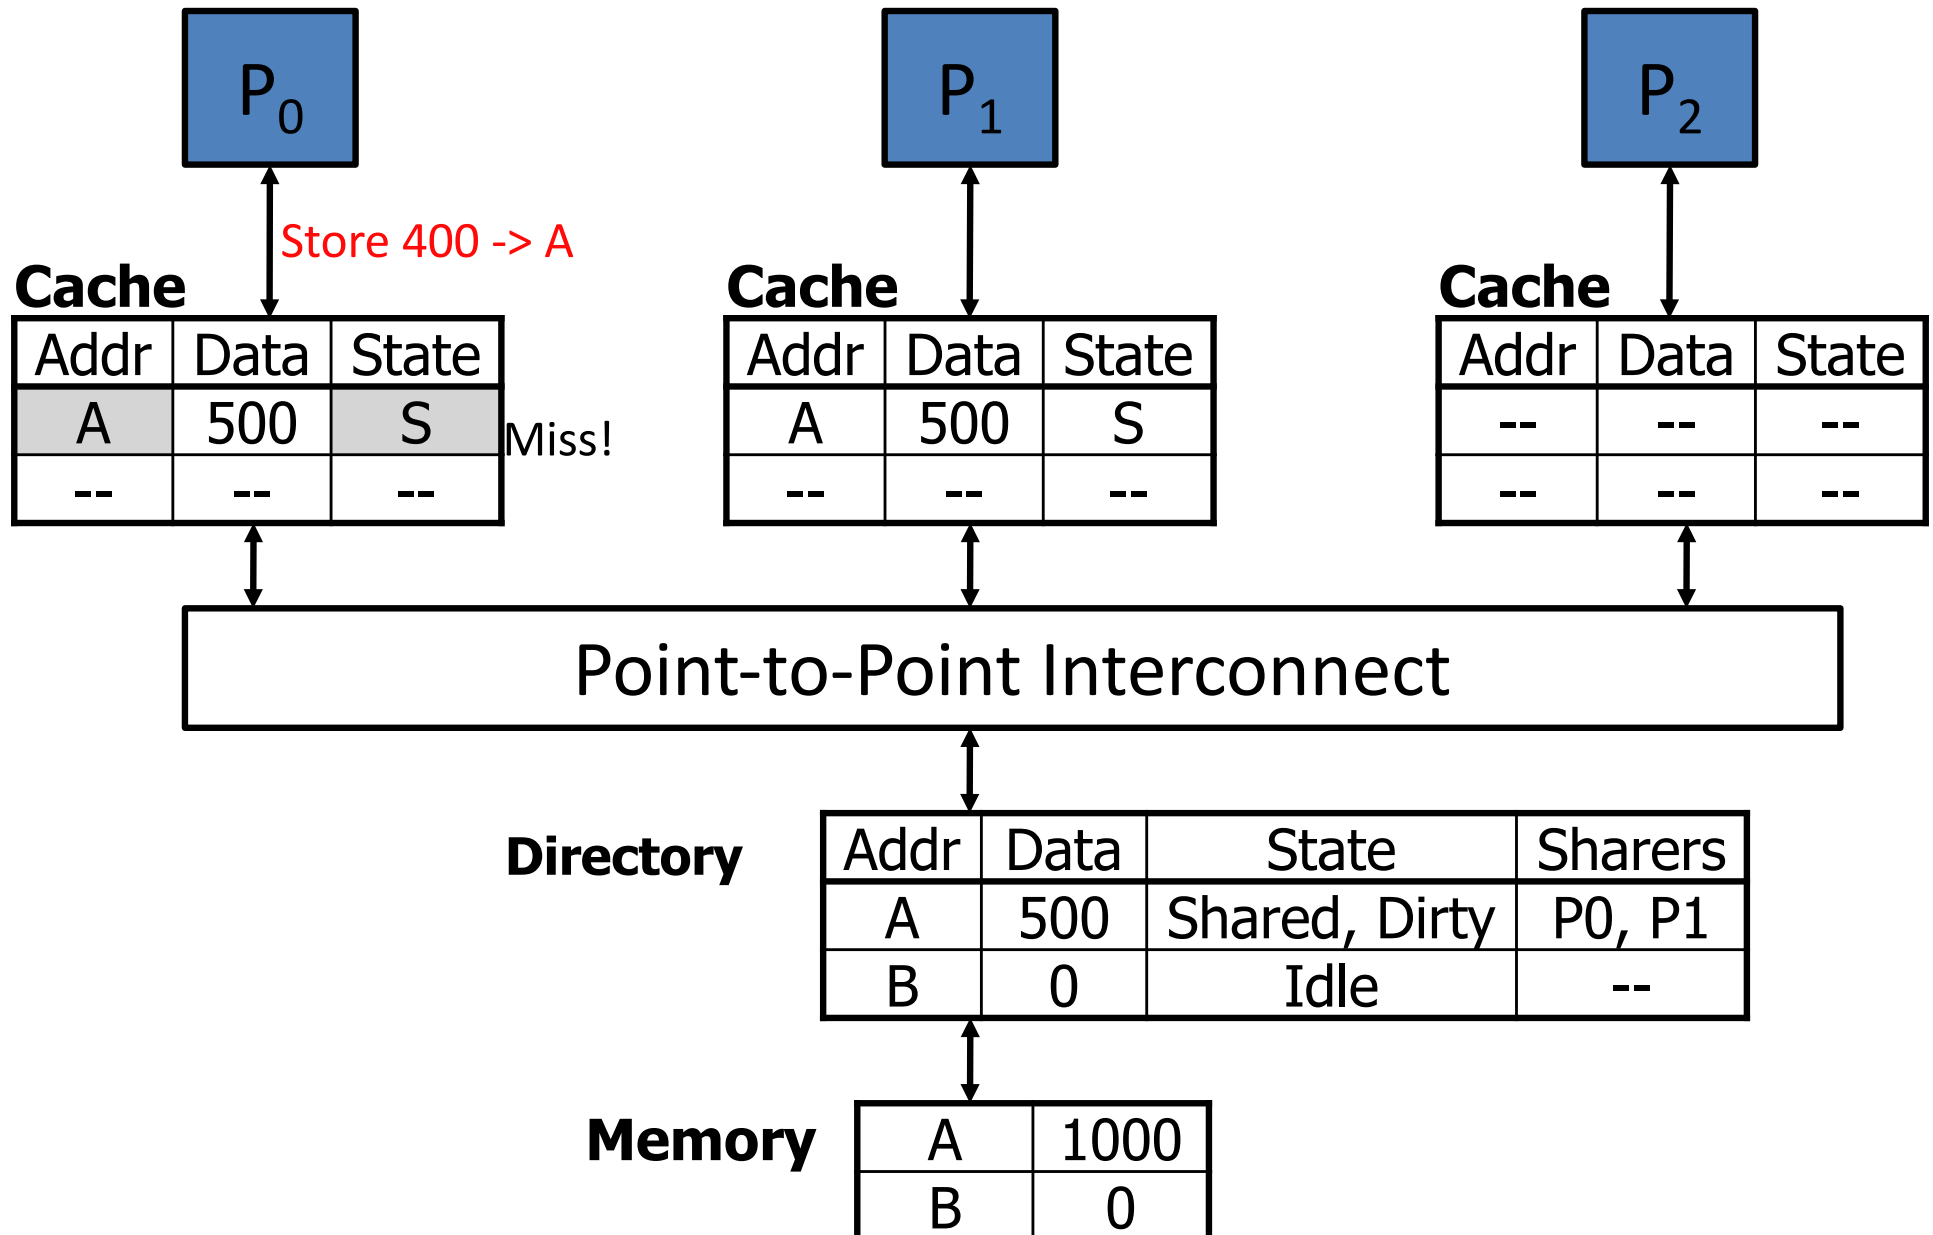 P0 P1 P2
Store 400 -> A
Cache Cache Cache
Addr Data State Addr Data State Addr Data State
A 500 S Miss! A 500 S -- -- --
-- -- -- -- -- -- -- -- --
Point-to-Point Interconnect
Directory Addr Data State Sharers
A 500 Shared, Dirty P0, P1
B 0 Idle --
Memory A 1000
B 0